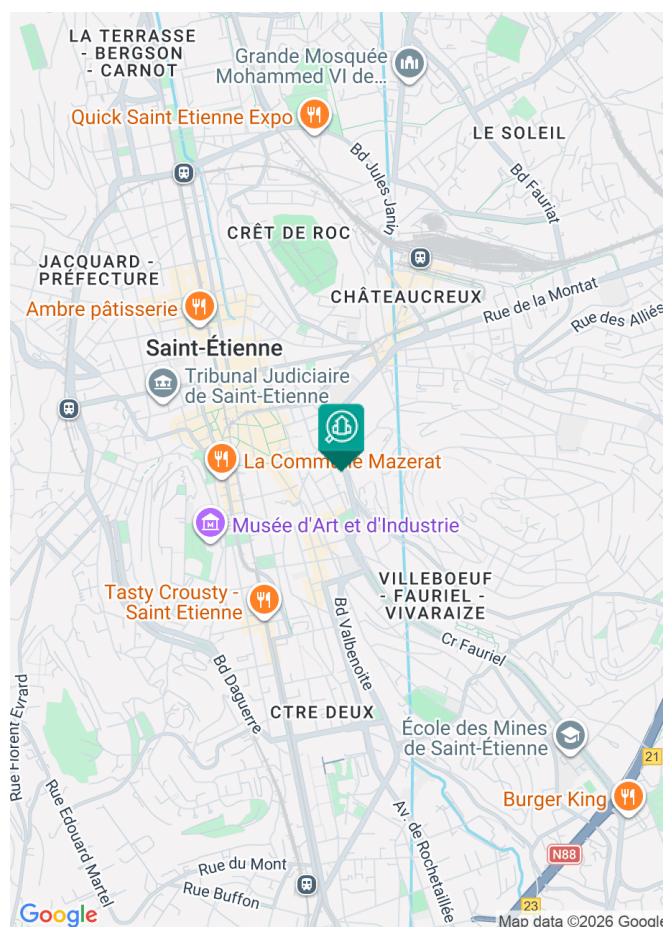 LA TERRASSE
- BERGSON
- CARNOT
Grande Mosquée
Mohammed VI de...
Quick Saint Etienne Expo
LE SOLEIL
Bd Jules Janin
Bd Fauriat
CRÊT DE ROC
JACQUARD -
PRÉFECTURE
CHÂTEAUCREUX
Rue de la Montat
Rue des Alliés
Ambre pâtisserie
Saint-Étienne
Tribunal Judiciaire
de Saint-Etienne
La Commune Mazerat
Musée d'Art et d'Industrie
VILLEBOEUF
- FAURIEL -
VIVARAIZE
Tasty Crousty -
Saint Etienne
Bd Valbenoite
Cr Fauriel
Bd Daguerre
CTRE DEUX
Rue Florent Evrard
École des Mines
de Saint-Étienne
21
Burger King
Rue Edouard Martel
Av. de Rochetaillée
N88
Rue du Mont
Rue Buffon
23
Google
Map data ©2026 Google